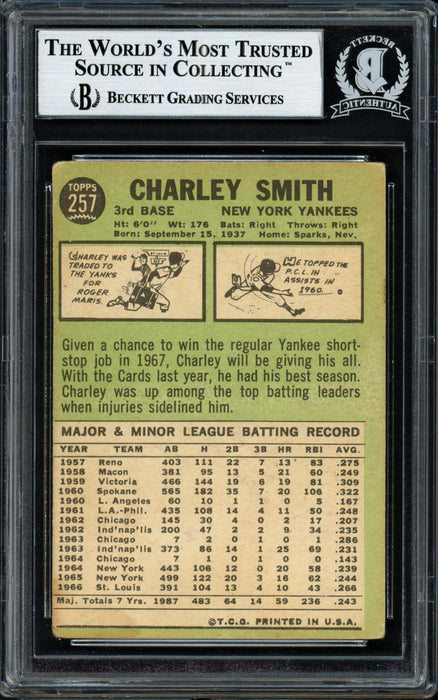 THE WORLD'S MOST TRUSTED
SOURCE IN COLLECTING™
B BECKETT GRADING SERVICES
BECKETT
B
AUTHENTIC
TOPPS
257
CHARLEY SMITH
3rd BASE NEW YORK YANKEES
Ht: 6'0" Wt: 176 Bats: Right Throws: Right
Born: September 15, 1937 Home: Sparks, Nev.
CHARLEY WAS
TRADED TO
THE YANKS
FOR
ROGER
MARIS.
HE TOPPED THE
P.C.L. IN
ASSISTS IN
1960.
Given a chance to win the regular Yankee short-
stop job in 1967, Charley will be giving his all.
With the Cards last year, he had his best season.
Charley was up among the top batting leaders
when injuries sidelined him.
MAJOR & MINOR LEAGUE BATTING RECORD
YEAR TEAM AB H 2B 3B HR RBI AVG.
1957 Reno 403 111 22 7 13 83 .275
1958 Macon 381 95 13 5 21 60 .249
1959 Victoria 466 144 19 6 19 81 .309
1960 Spokane 565 182 35 7 20 106 .322
1960 L. Angeles 60 10 1 1 0 5 .167
1961 L.A.-Phil. 435 108 14 4 11 50 .248
1962 Chicago 145 30 4 0 2 17 .207
1962 Ind'nap'lis 200 47 2 2 9 34 .235
1963 Chicago 7 2 0 1 0 1 .286
1963 Ind'nap'lis 373 86 14 1 25 69 .231
1964 Chicago 7 1 0 1 0 0 .143
1964 New York 443 106 12 0 20 58 .239
1965 New York 499 122 20 3 16 62 .244
1966 St. Louis 391 104 13 4 10 43 .266
Maj. Totals 7 Yrs. 1987 483 64 14 59 236 .243
©T.C.G. PRINTED IN U.S.A.